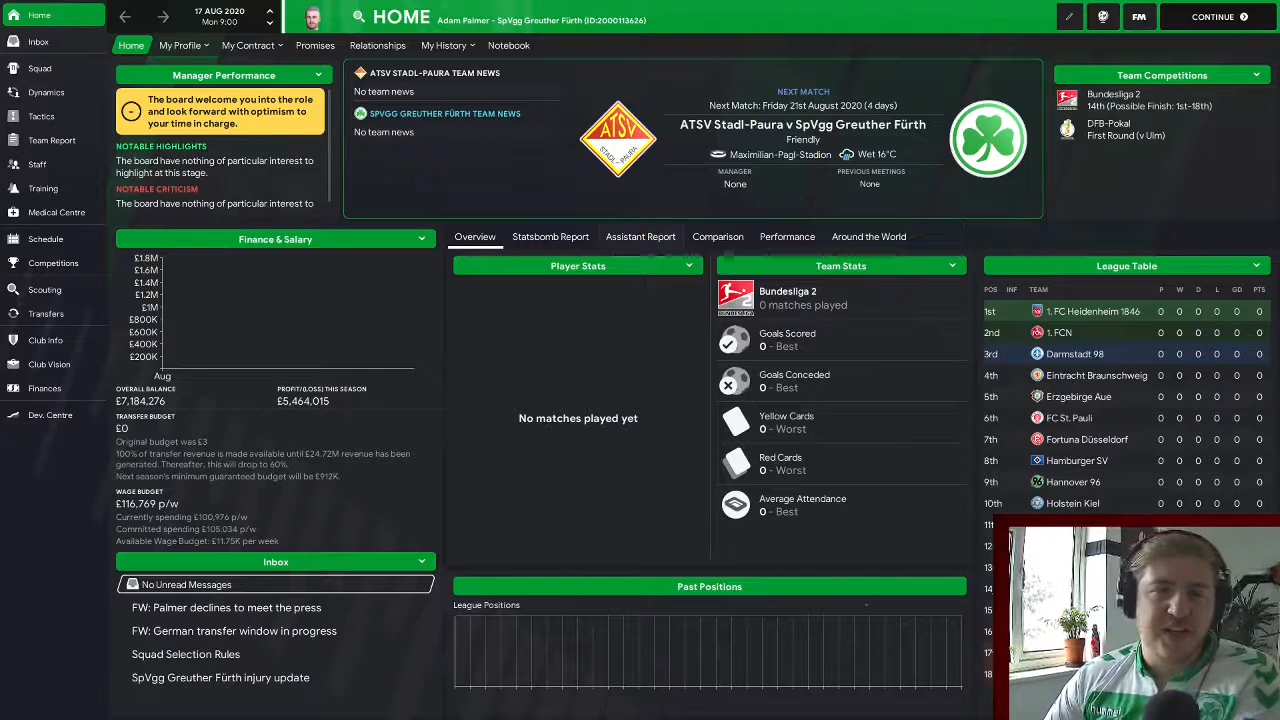 Home
17 AUG 2020
Mon 9:00
HOME
Adam Palmer - SpVgg Greuther Fürth (ID:2000113626)
FM
CONTINUE
Inbox
Squad
Dynamics
Tactics
Team Report
Staff
Training
Medical Centre
Schedule
Competitions
Scouting
Transfers
Club Info
Club Vision
Finances
Dev. Centre
Home
My Profile
My Contract
Promises
Relationships
My History
Notebook
Manager Performance
The board welcome you into the role
and look forward with optimism to
your time in charge.
NOTABLE HIGHLIGHTS
The board have nothing of particular interest to
highlight at this stage.
NOTABLE CRITICISM
The board have nothing of particular interest to
ATSV STADL-PAURA TEAM NEWS
No team news
SPVGG GREUTHER FÜRTH TEAM NEWS
No team news
ATSV
STADL-PAURA
NEXT MATCH
Next Match: Friday 21st August 2020 (4 days)
ATSV Stadl-Paura v SpVgg Greuther Fürth
Friendly
Maximilian-Pagl-Stadion
Wet 16°C
MANAGER
None
PREVIOUS MEETINGS
None
Team Competitions
Bundesliga 2
14th (Possible Finish: 1st-18th)
DFB-Pokal
First Round (v Ulm)
Finance & Salary
£1.8M
£1.6M
£1.4M
£1.2M
£1M
£800K
£600K
£400K
£200K
Aug
OVERALL BALANCE
£7,184,276
PROFIT/(LOSS) THIS SEASON
£5,464,015
TRANSFER BUDGET
£0
Original budget was £3
100% of transfer revenue is made available until £24.72M revenue has been
generated. Thereafter, this will drop to 60%.
Next season's minimum guaranteed budget will be £912K.
WAGE BUDGET
£116,769 p/w
Currently spending £100,976 p/w
Committed spending £105,034 p/w
Available Wage Budget: £11.75K per week
Inbox
No Unread Messages
FW: Palmer declines to meet the press
FW: German transfer window in progress
Squad Selection Rules
SpVgg Greuther Fürth injury update
Overview
Statsbomb Report
Assistant Report
Comparison
Performance
Around the World
Player Stats
No matches played yet
Team Stats
Bundesliga 2
0 matches played
Goals Scored
0 - Best
Goals Conceded
0 - Best
Yellow Cards
0 - Worst
Red Cards
0 - Worst
Average Attendance
0 - Best
Past Positions
League Positions
League Table
POS INF TEAM P W D L GD PTS
1st 1. FC Heidenheim 1846 0 0 0 0 0 0
2nd 1. FCN 0 0 0 0 0 0
3rd Darmstadt 98 0 0 0 0 0 0
4th Eintracht Braunschweig 0 0 0 0 0 0
5th Erzgebirge Aue 0 0 0 0 0 0
6th FC St. Pauli 0 0 0 0 0 0
7th Fortuna Düsseldorf 0 0 0 0 0 0
8th Hamburger SV 0 0 0 0 0 0
9th Hannover 96 0 0 0 0 0 0
10th Holstein Kiel 0 0 0 0 0 0
hummel